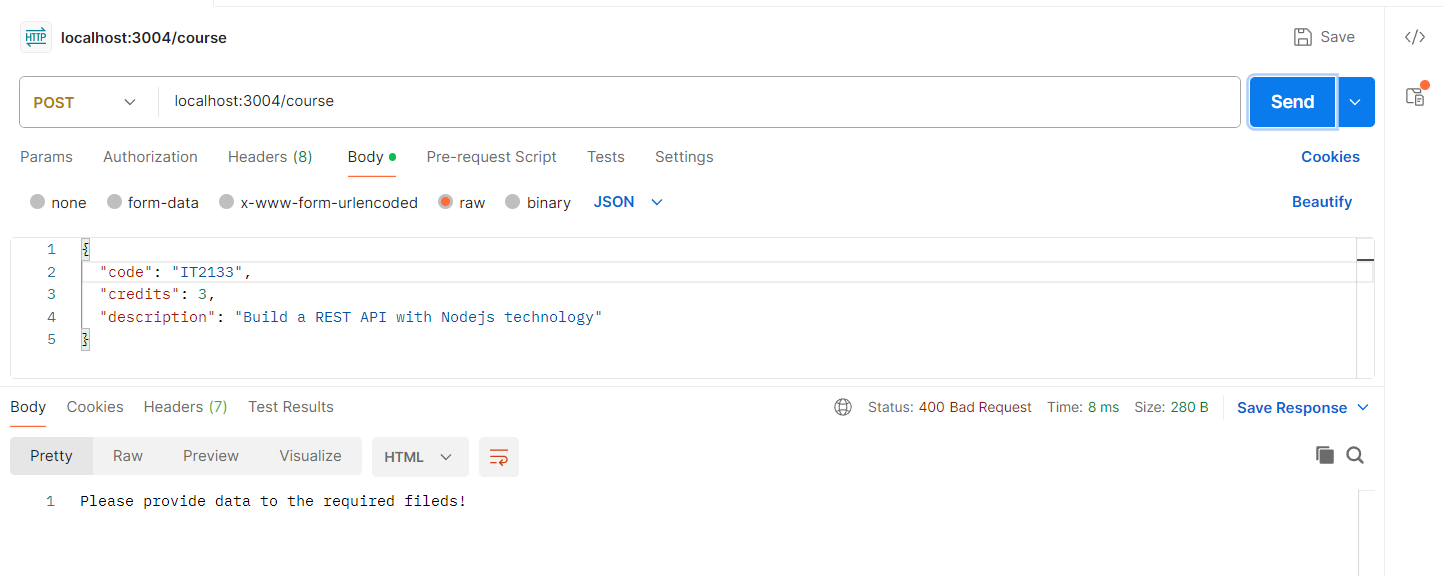 HTTP localhost:3004/course Save </>
POST localhost:3004/course Send
Params Authorization Headers (8) Body Pre-request Script Tests Settings Cookies
none form-data x-www-form-urlencoded raw binary JSON Beautify
1 {
2 "code": "IT2133",
3 "credits": 3,
4 "description": "Build a REST API with Nodejs technology"
5 }
Body Cookies Headers (7) Test Results Status: 400 Bad Request Time: 8 ms Size: 280 B Save Response
Pretty Raw Preview Visualize HTML
1 Please provide data to the required fileds!